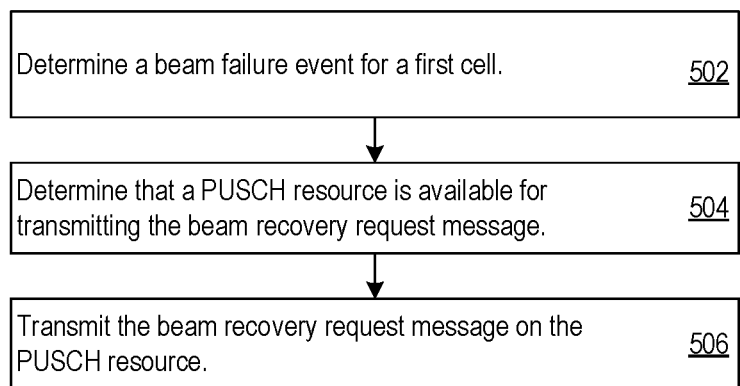 Determine a beam failure event for a first cell.
502
Determine that a PUSCH resource is available for
transmitting the beam recovery request message.
504
Transmit the beam recovery request message on the
PUSCH resource.
506